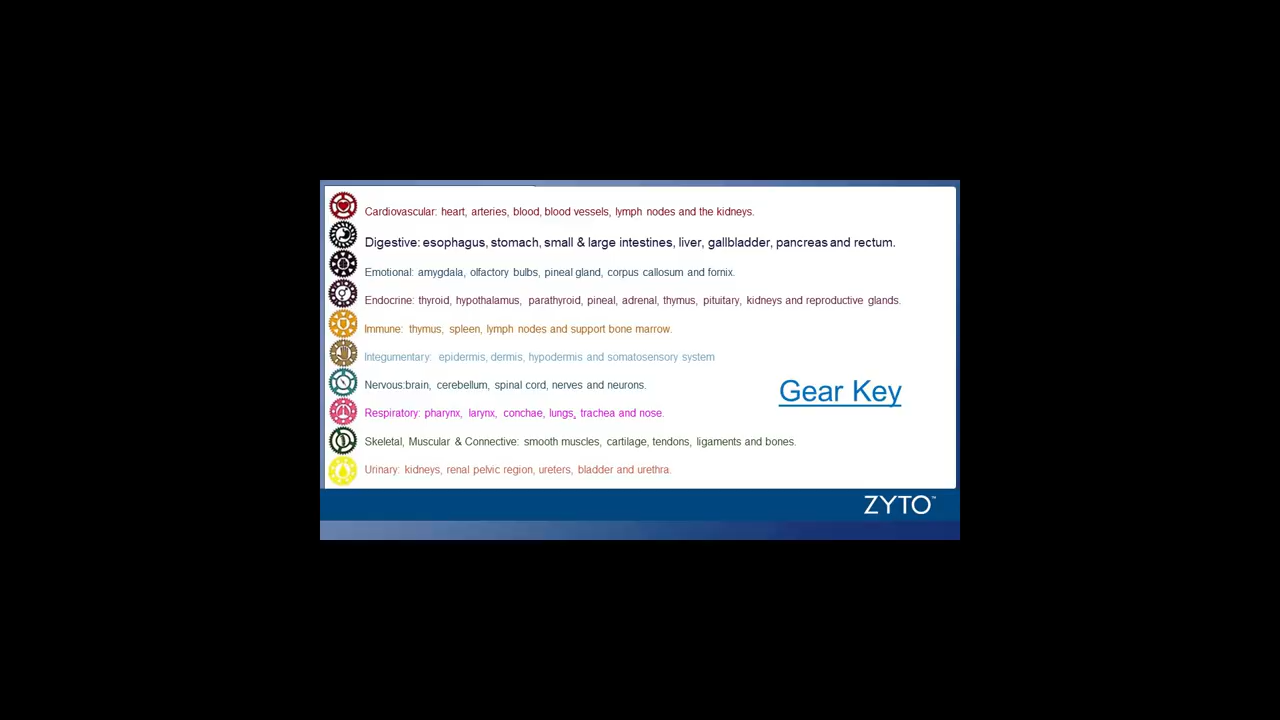 Cardiovascular: heart, arteries, blood, blood vessels, lymph nodes and the kidneys.
Digestive: esophagus, stomach, small & large intestines, liver, gallbladder, pancreas and rectum.
Emotional: amygdala, olfactory bulbs, pineal gland, corpus callosum and fornix.
Endocrine: thyroid, hypothalamus, parathyroid, pineal, adrenal, thymus, pituitary, kidneys and reproductive glands.
Immune: thymus, spleen, lymph nodes and support bone marrow.
Integumentary: epidermis, dermis, hypodermis and somatosensory system
Nervous:brain, cerebellum, spinal cord, nerves and neurons.
Gear Key
Respiratory: pharynx, larynx, conchae, lungs, trachea and nose.
Skeletal, Muscular & Connective: smooth muscles, cartilage, tendons, ligaments and bones.
Urinary: kidneys, renal pelvic region, ureters, bladder and urethra.
ZYTO™